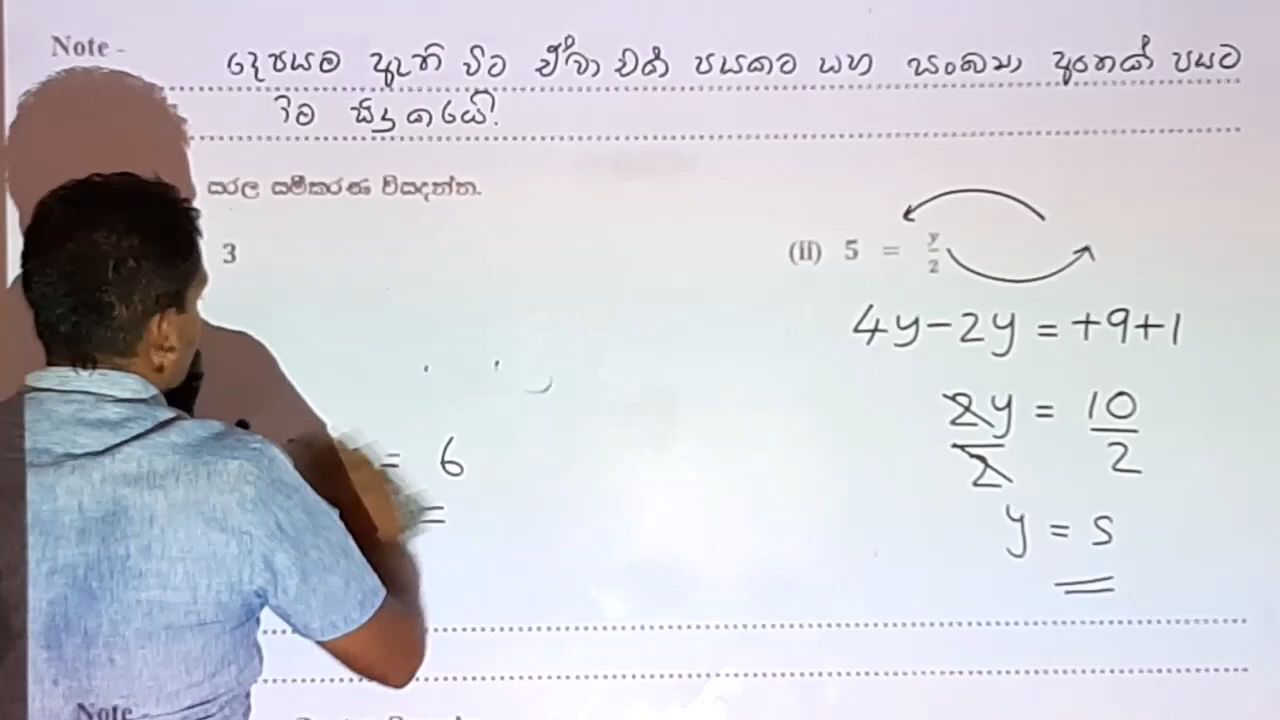 Note -
දෙපසම ඇති විට ඒවා එක් පසකට සහ සංඛ්‍යා අනෙක් පසට
සිදු කරයි.
සරල සමීකරණ විසඳන්න.
3
(ii) 5 = y/2
4y-2y = +9+1
2y/2 = 10/2
= 6
y = 5
Note